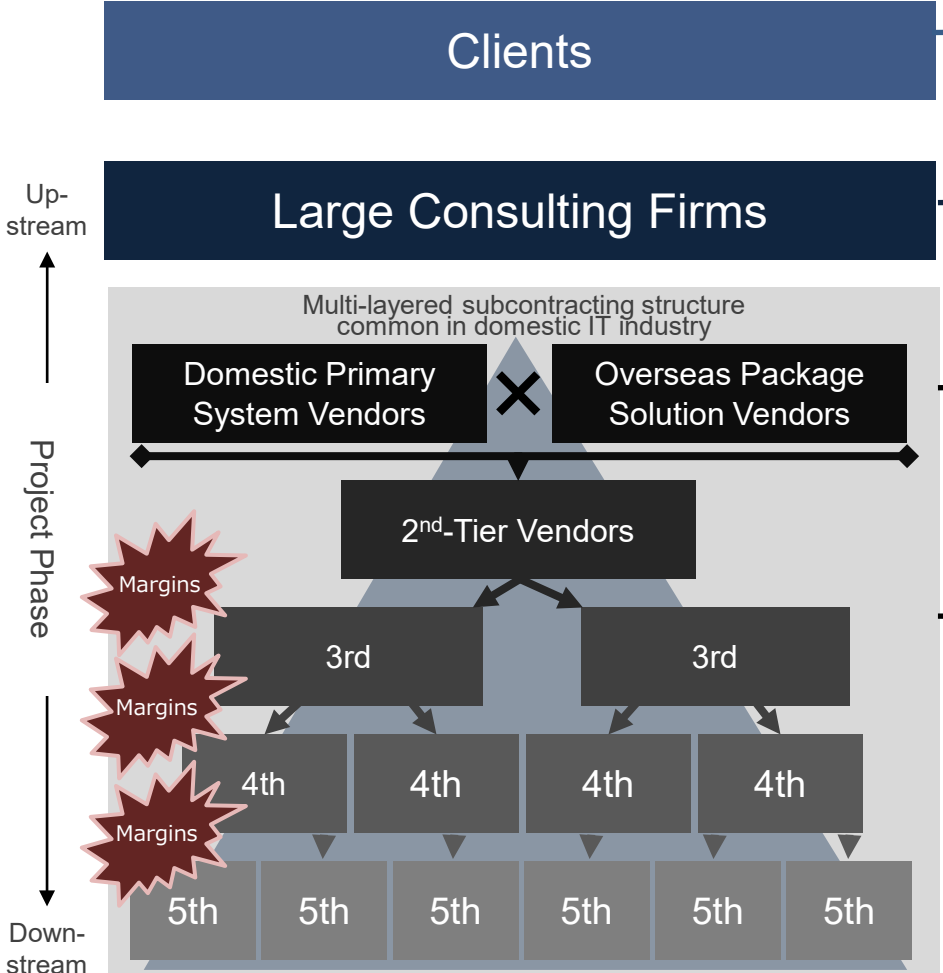 Clients
Up-
stream
Large Consulting Firms
Multi-layered subcontracting structure
common in domestic IT industry
Domestic Primary
System Vendors
Overseas Package
Solution Vendors
Project Phase
2nd-Tier Vendors
Margins
3rd
3rd
Margins
4th
4th
4th
4th
Margins
5th
5th
5th
5th
5th
5th
Down-
stream